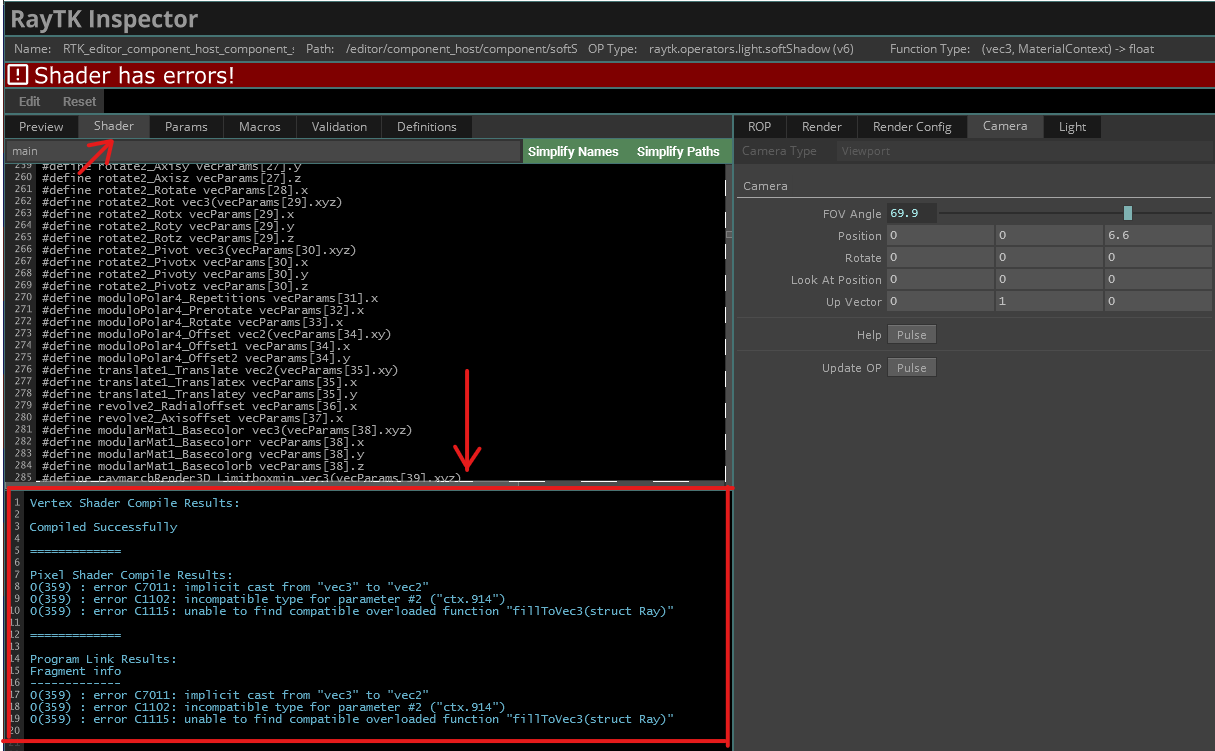 RayTK Inspector
Name: RTK_editor_component_host_component_s Path: /editor/component_host/component/softS OP Type: raytk.operators.light.softShadow (v6) Function Type: (vec3, MaterialContext) -> float
! Shader has errors!
Edit Reset
Preview Shader Params Macros Validation Definitions
ROP Render Render Config Camera Light
main Simplify Names Simplify Paths
Camera Type Viewport
259 #define rotate2_Axisy vecParams[27].y
260 #define rotate2_Axisz vecParams[27].z
261 #define rotate2_Rotate vecParams[28].x
262 #define rotate2_Rot vec3(vecParams[29].xyz)
263 #define rotate2_Rotx vecParams[29].x
264 #define rotate2_Roty vecParams[29].y
265 #define rotate2_Rotz vecParams[29].z
266 #define rotate2_Pivot vec3(vecParams[30].xyz)
267 #define rotate2_Pivotx vecParams[30].x
268 #define rotate2_Pivoty vecParams[30].y
269 #define rotate2_Pivotz vecParams[30].z
270 #define moduloPolar4_Repetitions vecParams[31].x
271 #define moduloPolar4_Prerotate vecParams[32].x
272 #define moduloPolar4_Rotate vecParams[33].x
273 #define moduloPolar4_Offset vec2(vecParams[34].xy)
274 #define moduloPolar4_Offset1 vecParams[34].x
275 #define moduloPolar4_Offset2 vecParams[34].y
276 #define translate1_Translate vec2(vecParams[35].xy)
277 #define translate1_Translatex vecParams[35].x
278 #define translate1_Translatey vecParams[35].y
279 #define revolve2_Radialoffset vecParams[36].x
280 #define revolve2_Axisoffset vecParams[37].x
281 #define modularMat1_Basecolor vec3(vecParams[38].xyz)
282 #define modularMat1_Basecolorr vecParams[38].x
283 #define modularMat1_Basecolorg vecParams[38].y
284 #define modularMat1_Basecolorb vecParams[38].z
285 #define raymarchRender3D_Limitboxmin vec3(vecParams[39].xyz)
Camera
FOV Angle 69.9
Position 0 0 6.6
Rotate 0 0 0
Look At Position 0 0 0
Up Vector 0 1 0
Help Pulse
Update OP Pulse
1 Vertex Shader Compile Results:
2
3 Compiled Successfully
4
5 =============
6
7 Pixel Shader Compile Results:
8 0(359) : error C7011: implicit cast from "vec3" to "vec2"
9 0(359) : error C1102: incompatible type for parameter #2 ("ctx.914")
10 0(359) : error C1115: unable to find compatible overloaded function "fillToVec3(struct Ray)"
11
12 =============
13
14 Program Link Results:
15 Fragment info
16 -------------
17 0(359) : error C7011: implicit cast from "vec3" to "vec2"
18 0(359) : error C1102: incompatible type for parameter #2 ("ctx.914")
19 0(359) : error C1115: unable to find compatible overloaded function "fillToVec3(struct Ray)"
20